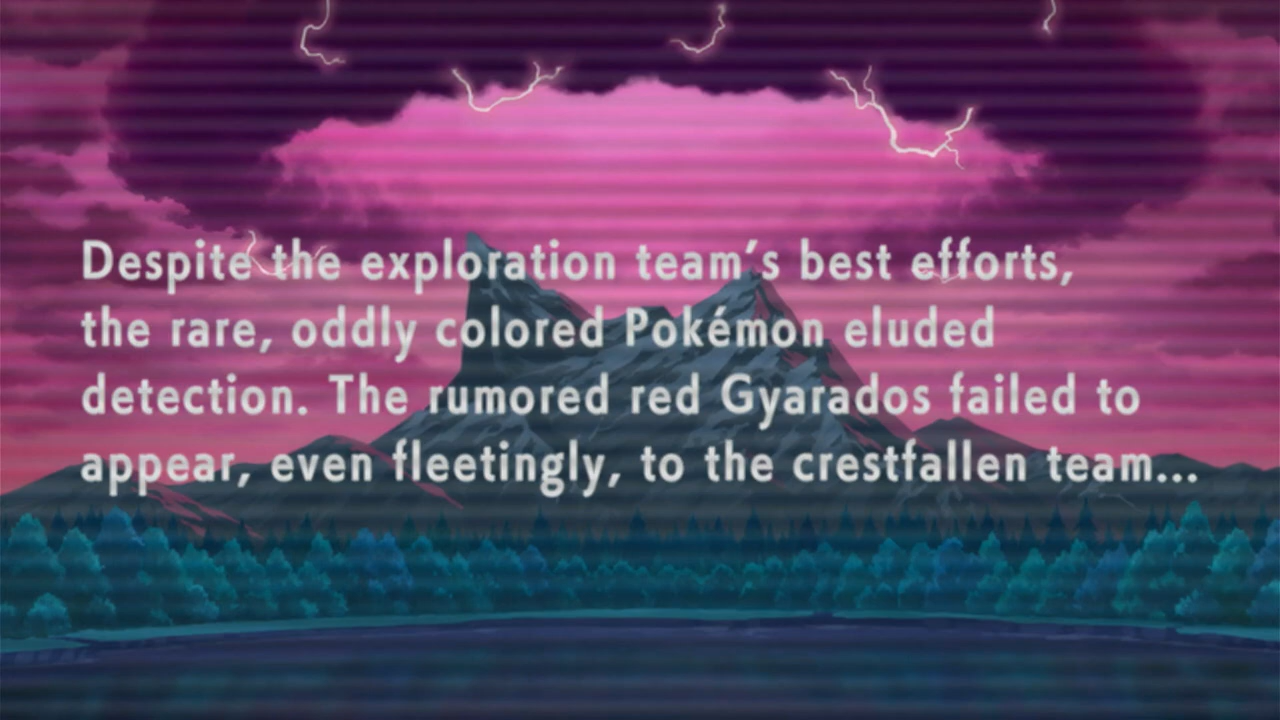 Despite the exploration team's best efforts,
the rare, oddly colored Pokémon eluded
detection. The rumored red Gyarados failed to
appear, even fleetingly, to the crestfallen team...